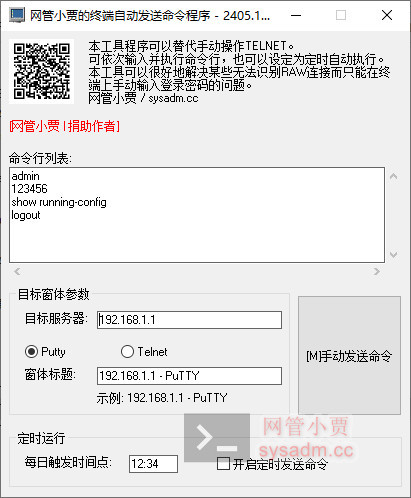 网管小贾的终端自动发送命令程序 - 2405.1...
本工具程序可以替代手动操作TELNET。
可依次输入并执行命令行，也可以设定为定时自动执行。
本工具可以很好地解决某些无法识别RAW连接而只能在终
端上手动输入登录密码的问题。
网管小贾 / sysadm.cc
[网管小贾 | 捐助作者]
命令行列表:
admin
123456
show running-config
logout
目标窗体参数
目标服务器: 192.168.1.1
Putty Telnet
窗体标题: 192.168.1.1 - PuTTY
示例: 192.168.1.1 - PuTTY
[M]手动发送命令
网管小贾
sysadm.cc
定时运行
每日触发时间点: 12:34 开启定时发送命令